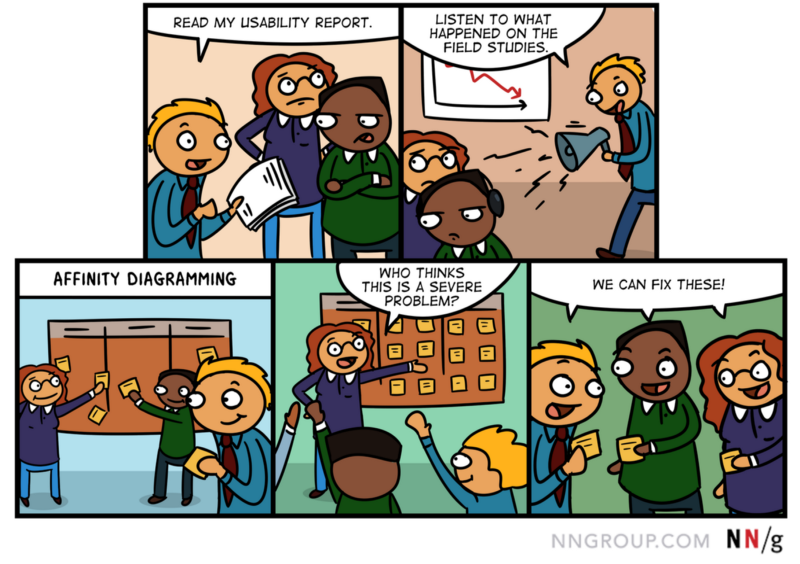 READ MY USABILITY REPORT.
LISTEN TO WHAT
HAPPENED ON THE
FIELD STUDIES.
AFFINITY DIAGRAMMING
WHO THINKS
THIS IS A SEVERE
PROBLEM?
WE CAN FIX THESE!
NNGROUP.COM NN/g